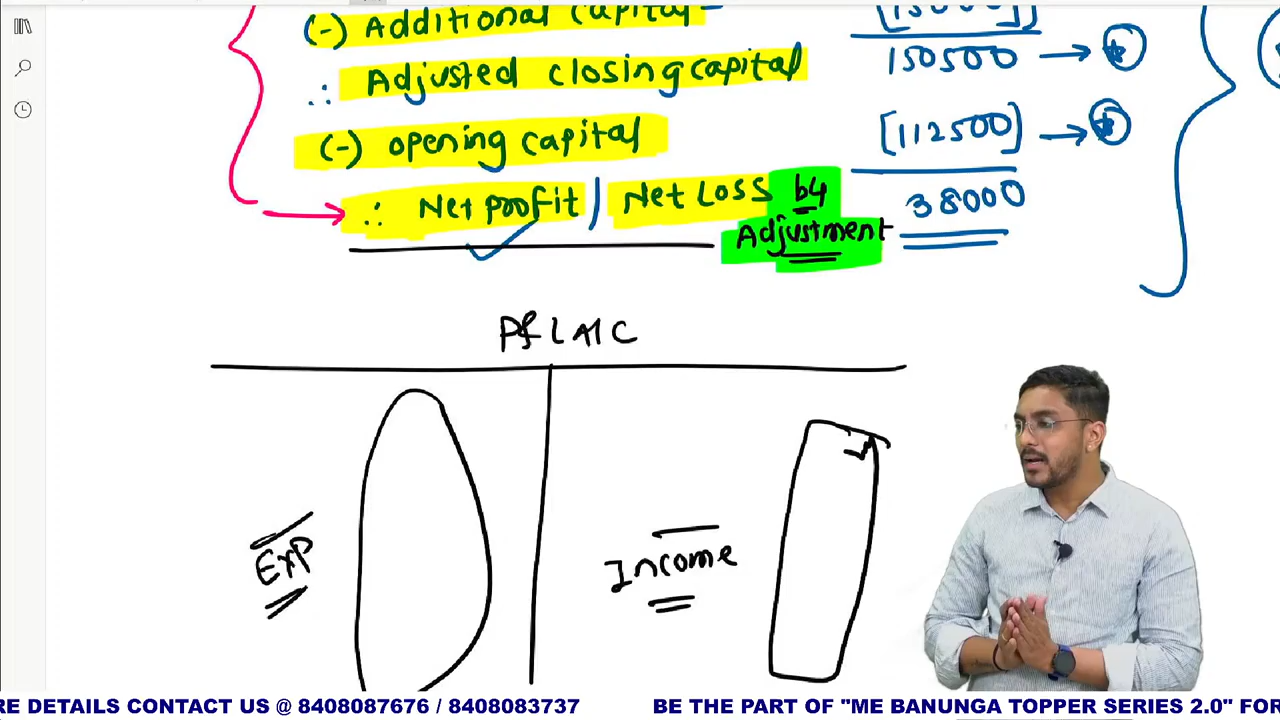 (-) Additional capital [15000]
∴ Adjusted closing capital 150500 →
(-) opening capital [112500] →
∴ Net profit / Net Loss b4 38000
Adjustment
P&L A/C
Exp
Income
RE DETAILS CONTACT US @ 8408087676 / 8408083737 BE THE PART OF "ME BANUNGA TOPPER SERIES 2.0" FOR